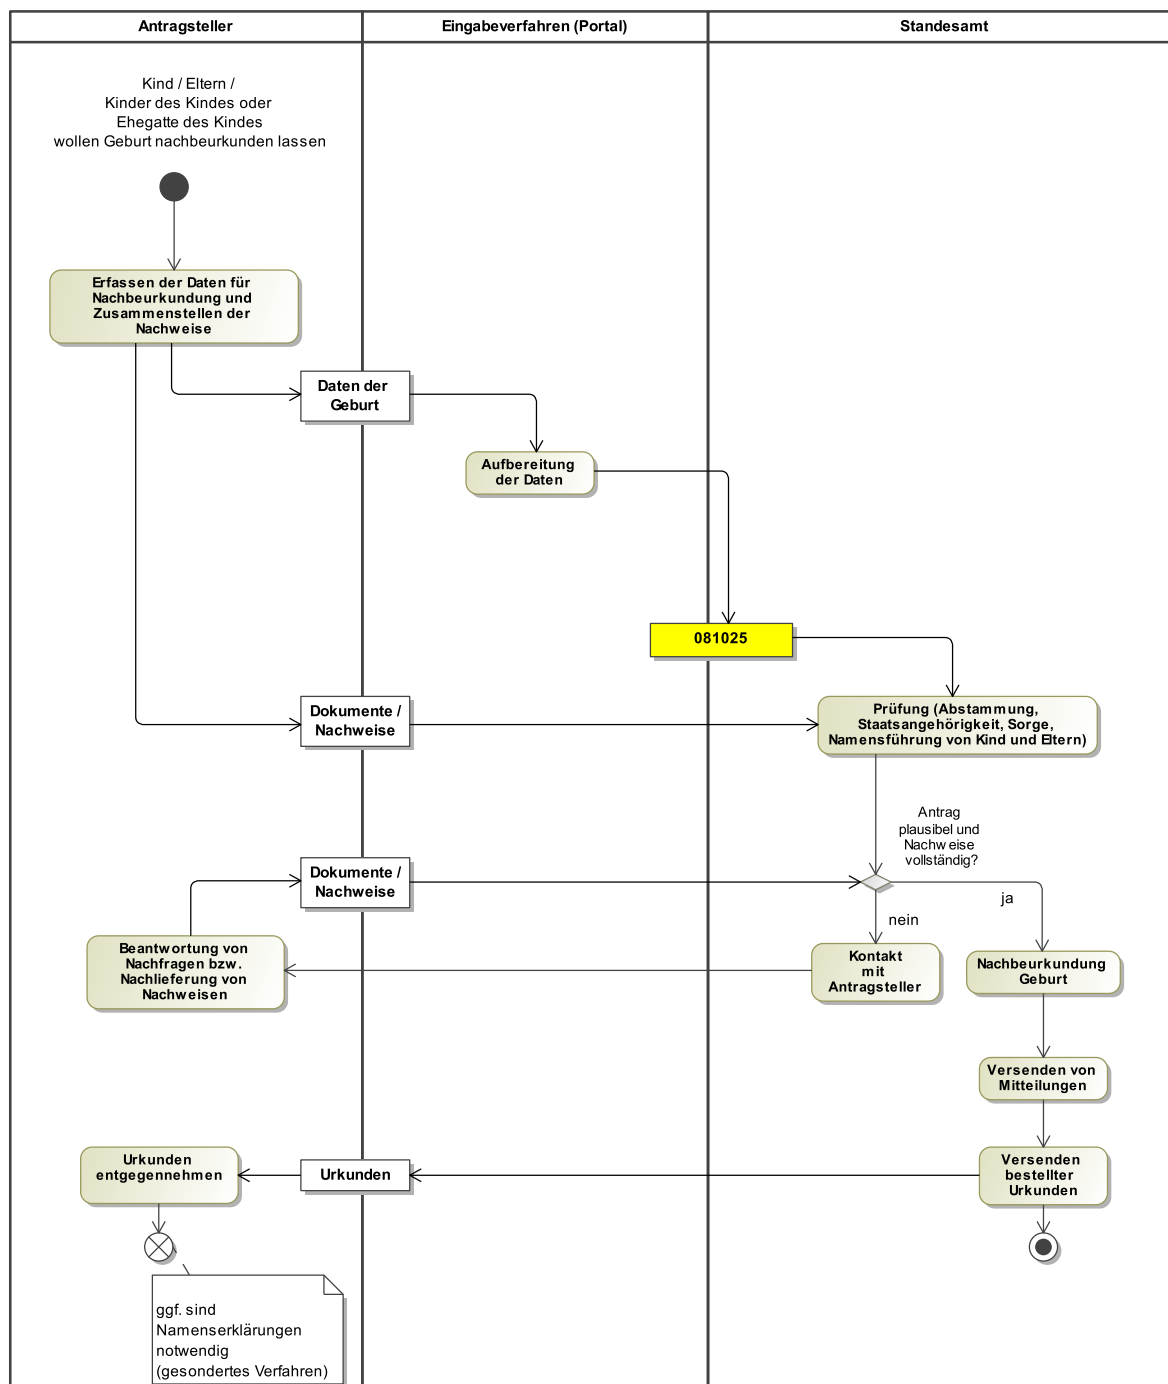 Antragsteller
Eingabeverfahren (Portal)
Standesamt
Kind / Eltern /
Kinder des Kindes oder
Ehegatte des Kindes
wollen Geburt nachbeurkunden lassen
Erfassen der Daten für
Nachbeurkundung und
Zusammenstellen der
Nachweise
Daten der
Geburt
Aufbereitung
der Daten
081025
Dokumente /
Nachweise
Prüfung (Abstammung,
Staatsangehörigkeit, Sorge,
Namensführung von Kind und Eltern)
Antrag
plausibel und
Nachweise
vollständig?
Dokumente /
Nachweise
ja
nein
Beantwortung von
Nachfragen bzw.
Nachlieferung von
Nachweisen
Kontakt
mit
Antragsteller
Nachbeurkundung
Geburt
Versenden von
Mitteilungen
Urkunden
entgegennehmen
Urkunden
Versenden
bestellter
Urkunden
ggf. sind
Namenserklärungen
notwendig
(gesondertes Verfahren)